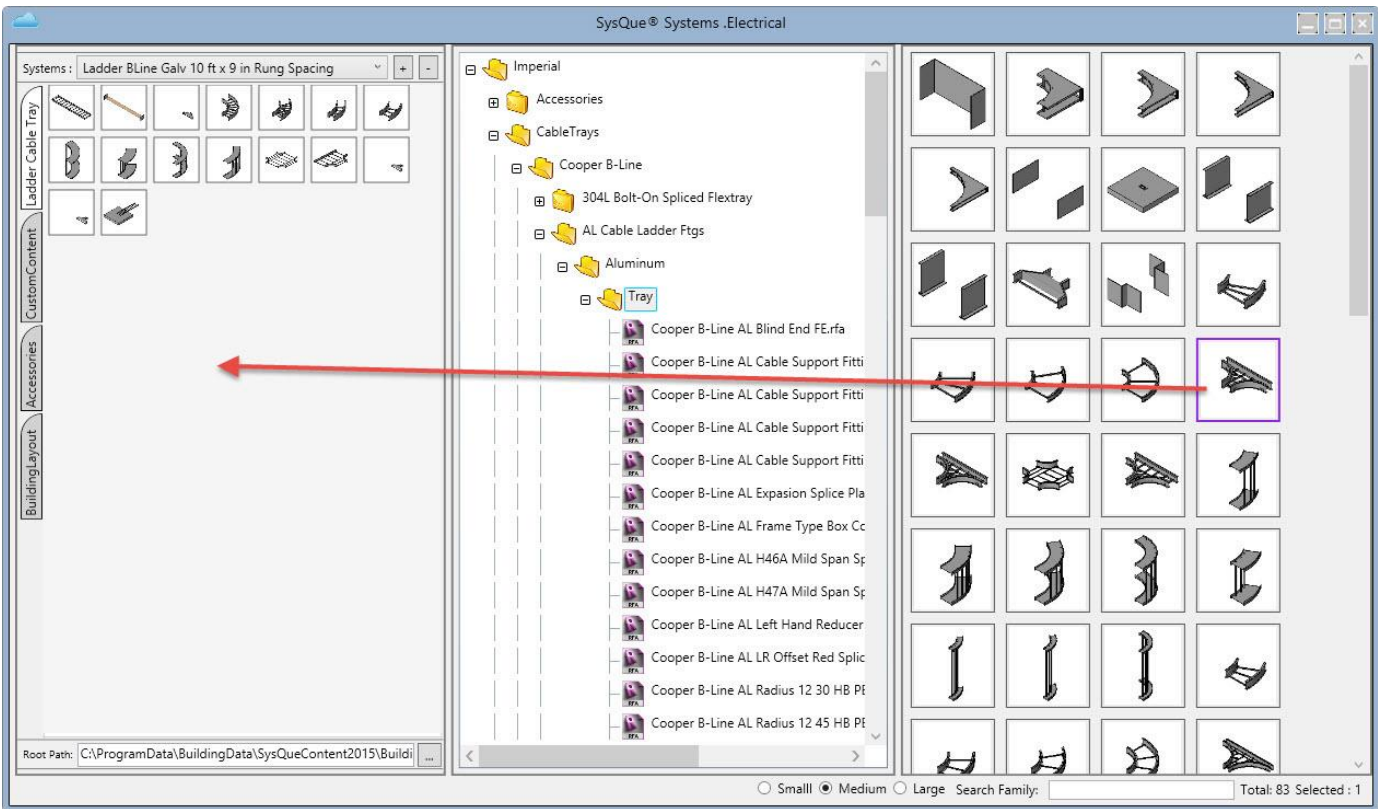 SysQue® Systems .Electrical
Systems : Ladder BLine Galv 10 ft x 9 in Rung Spacing + -
Ladder Cable Tray
CustomContent
Accessories
BuildingLayout
Root Path: C:\ProgramData\BuildingData\SysQueContent2015\Buildi ...
Imperial
Accessories
CableTrays
Cooper B-Line
304L Bolt-On Spliced Flextray
AL Cable Ladder Ftgs
Aluminum
Tray
Cooper B-Line AL Blind End FE.rfa
Cooper B-Line AL Cable Support Fitti
Cooper B-Line AL Cable Support Fitti
Cooper B-Line AL Cable Support Fitti
Cooper B-Line AL Cable Support Fitti
Cooper B-Line AL Expasion Splice Pla
Cooper B-Line AL Frame Type Box Cc
Cooper B-Line AL H46A Mild Span Sp
Cooper B-Line AL H47A Mild Span Sp
Cooper B-Line AL Left Hand Reducer
Cooper B-Line AL LR Offset Red Splic
Cooper B-Line AL Radius 12 30 HB PE
Cooper B-Line AL Radius 12 45 HB PE
Smalll Medium Large Search Family: Total: 83 Selected : 1